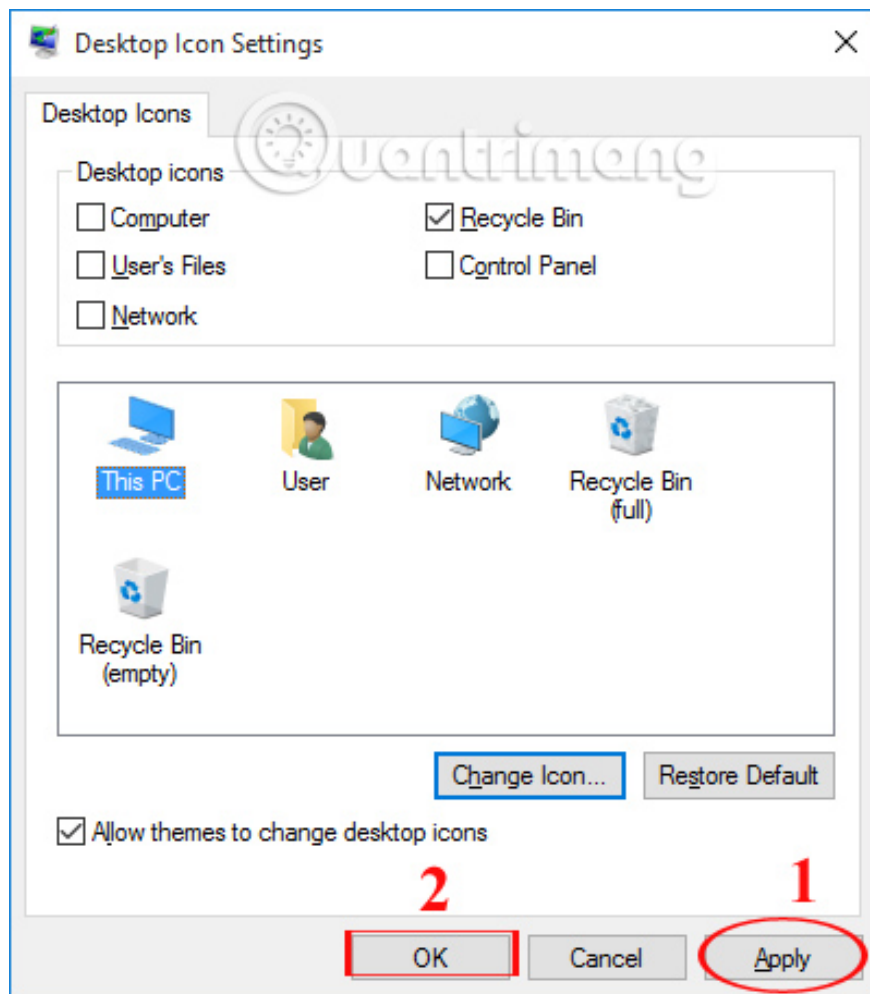 Desktop Icon Settings
Desktop Icons
Quantrimang
Desktop icons
Computer
Recycle Bin
User's Files
Control Panel
Network
This PC
User
Network
Recycle Bin
(full)
Recycle Bin
(empty)
Change Icon...
Restore Default
Allow themes to change desktop icons
2
1
OK
Cancel
Apply